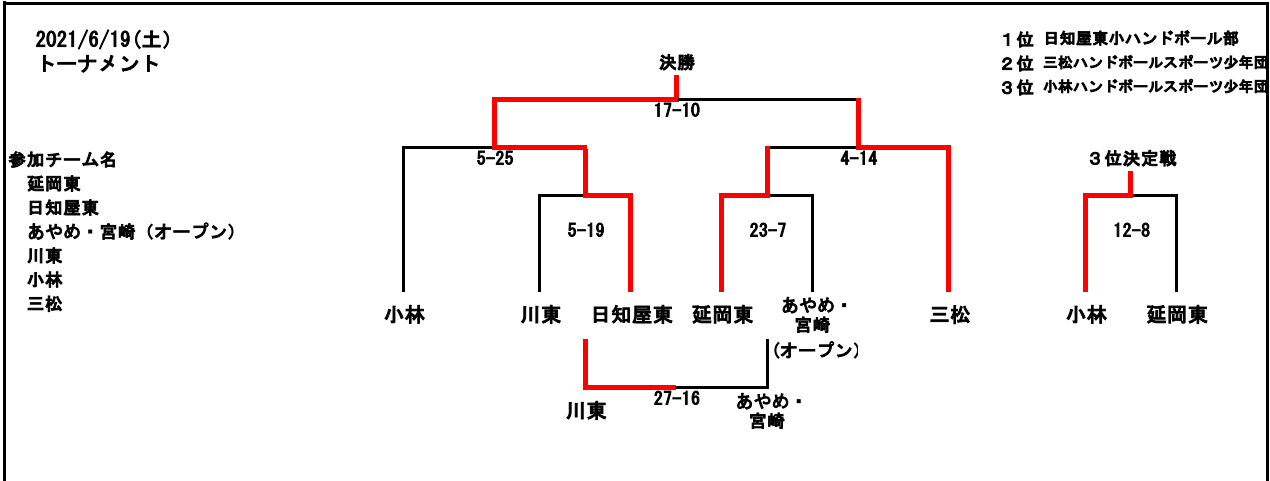 2021/6/19(土)
トーナメント
1位 日知屋東小ハンドボール部
2位 三松ハンドボールスポーツ少年団
3位 小林ハンドボールスポーツ少年団
決勝
17-10
参加チーム名
延岡東
日知屋東
あやめ・宮崎（オープン）
川東
小林
三松
5-25
4-14
3位決定戦
5-19
23-7
12-8
小林
川東
日知屋東
延岡東
あやめ・
宮崎
(オープン)
三松
小林
延岡東
27-16
川東
あやめ・
宮崎